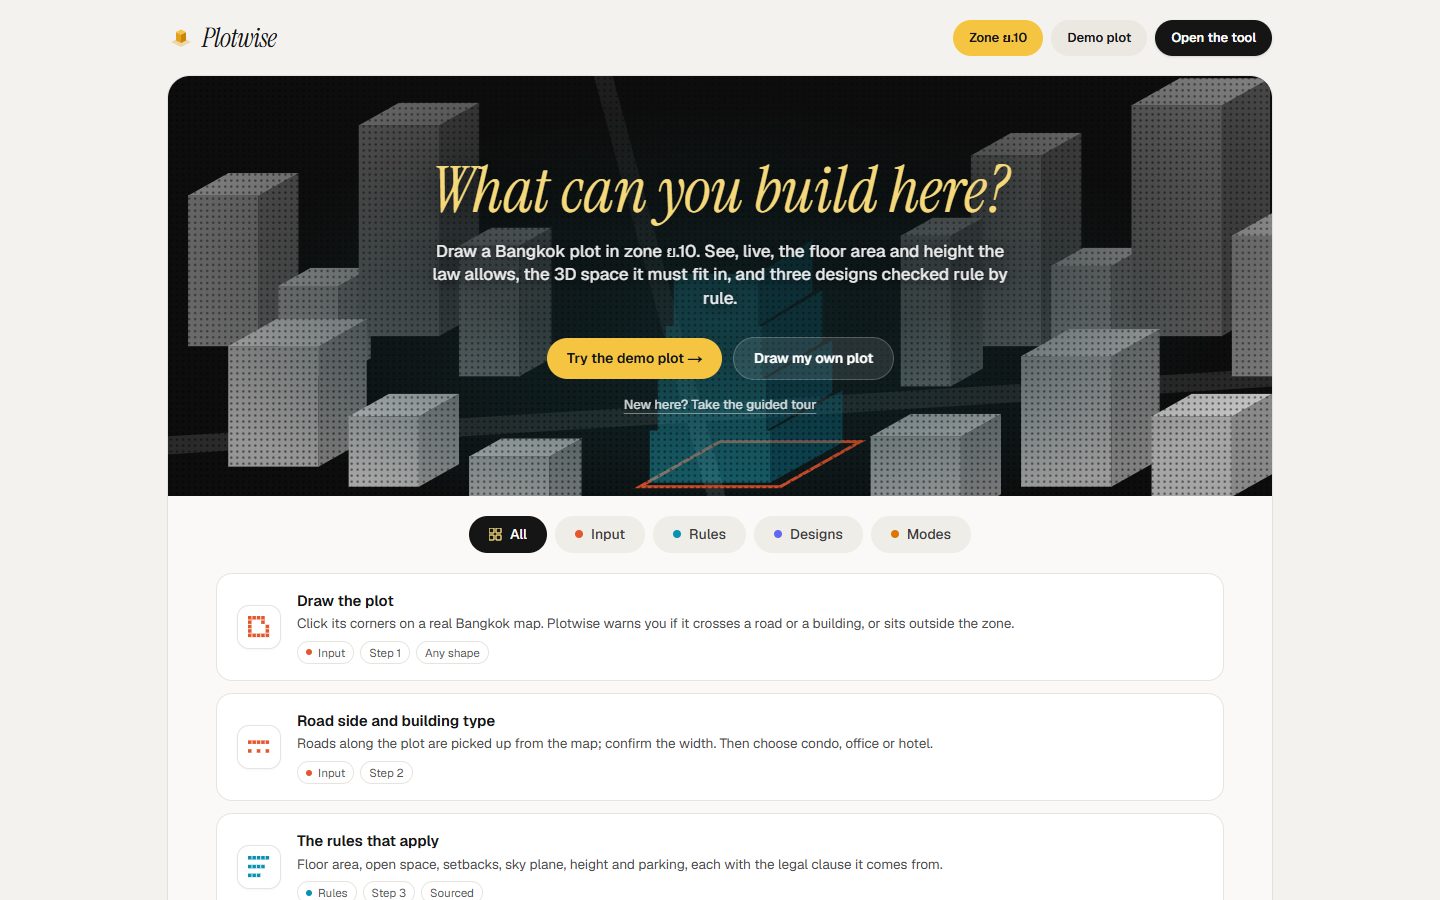 Plotwise
Zone ย.10
Demo plot
Open the tool
What can you build here?
Draw a Bangkok plot in zone ย.10. See, live, the floor area and height the
law allows, the 3D space it must fit in, and three designs checked rule by
rule.
Try the demo plot →
Draw my own plot
New here? Take the guided tour
All
Input
Rules
Designs
Modes
Draw the plot
Click its corners on a real Bangkok map. Plotwise warns you if it crosses a road or a building, or sits outside the zone.
Input
Step 1
Any shape
Road side and building type
Roads along the plot are picked up from the map; confirm the width. Then choose condo, office or hotel.
Input
Step 2
The rules that apply
Floor area, open space, setbacks, sky plane, height and parking, each with the legal clause it comes from.
Rules
Step 3
Sourced